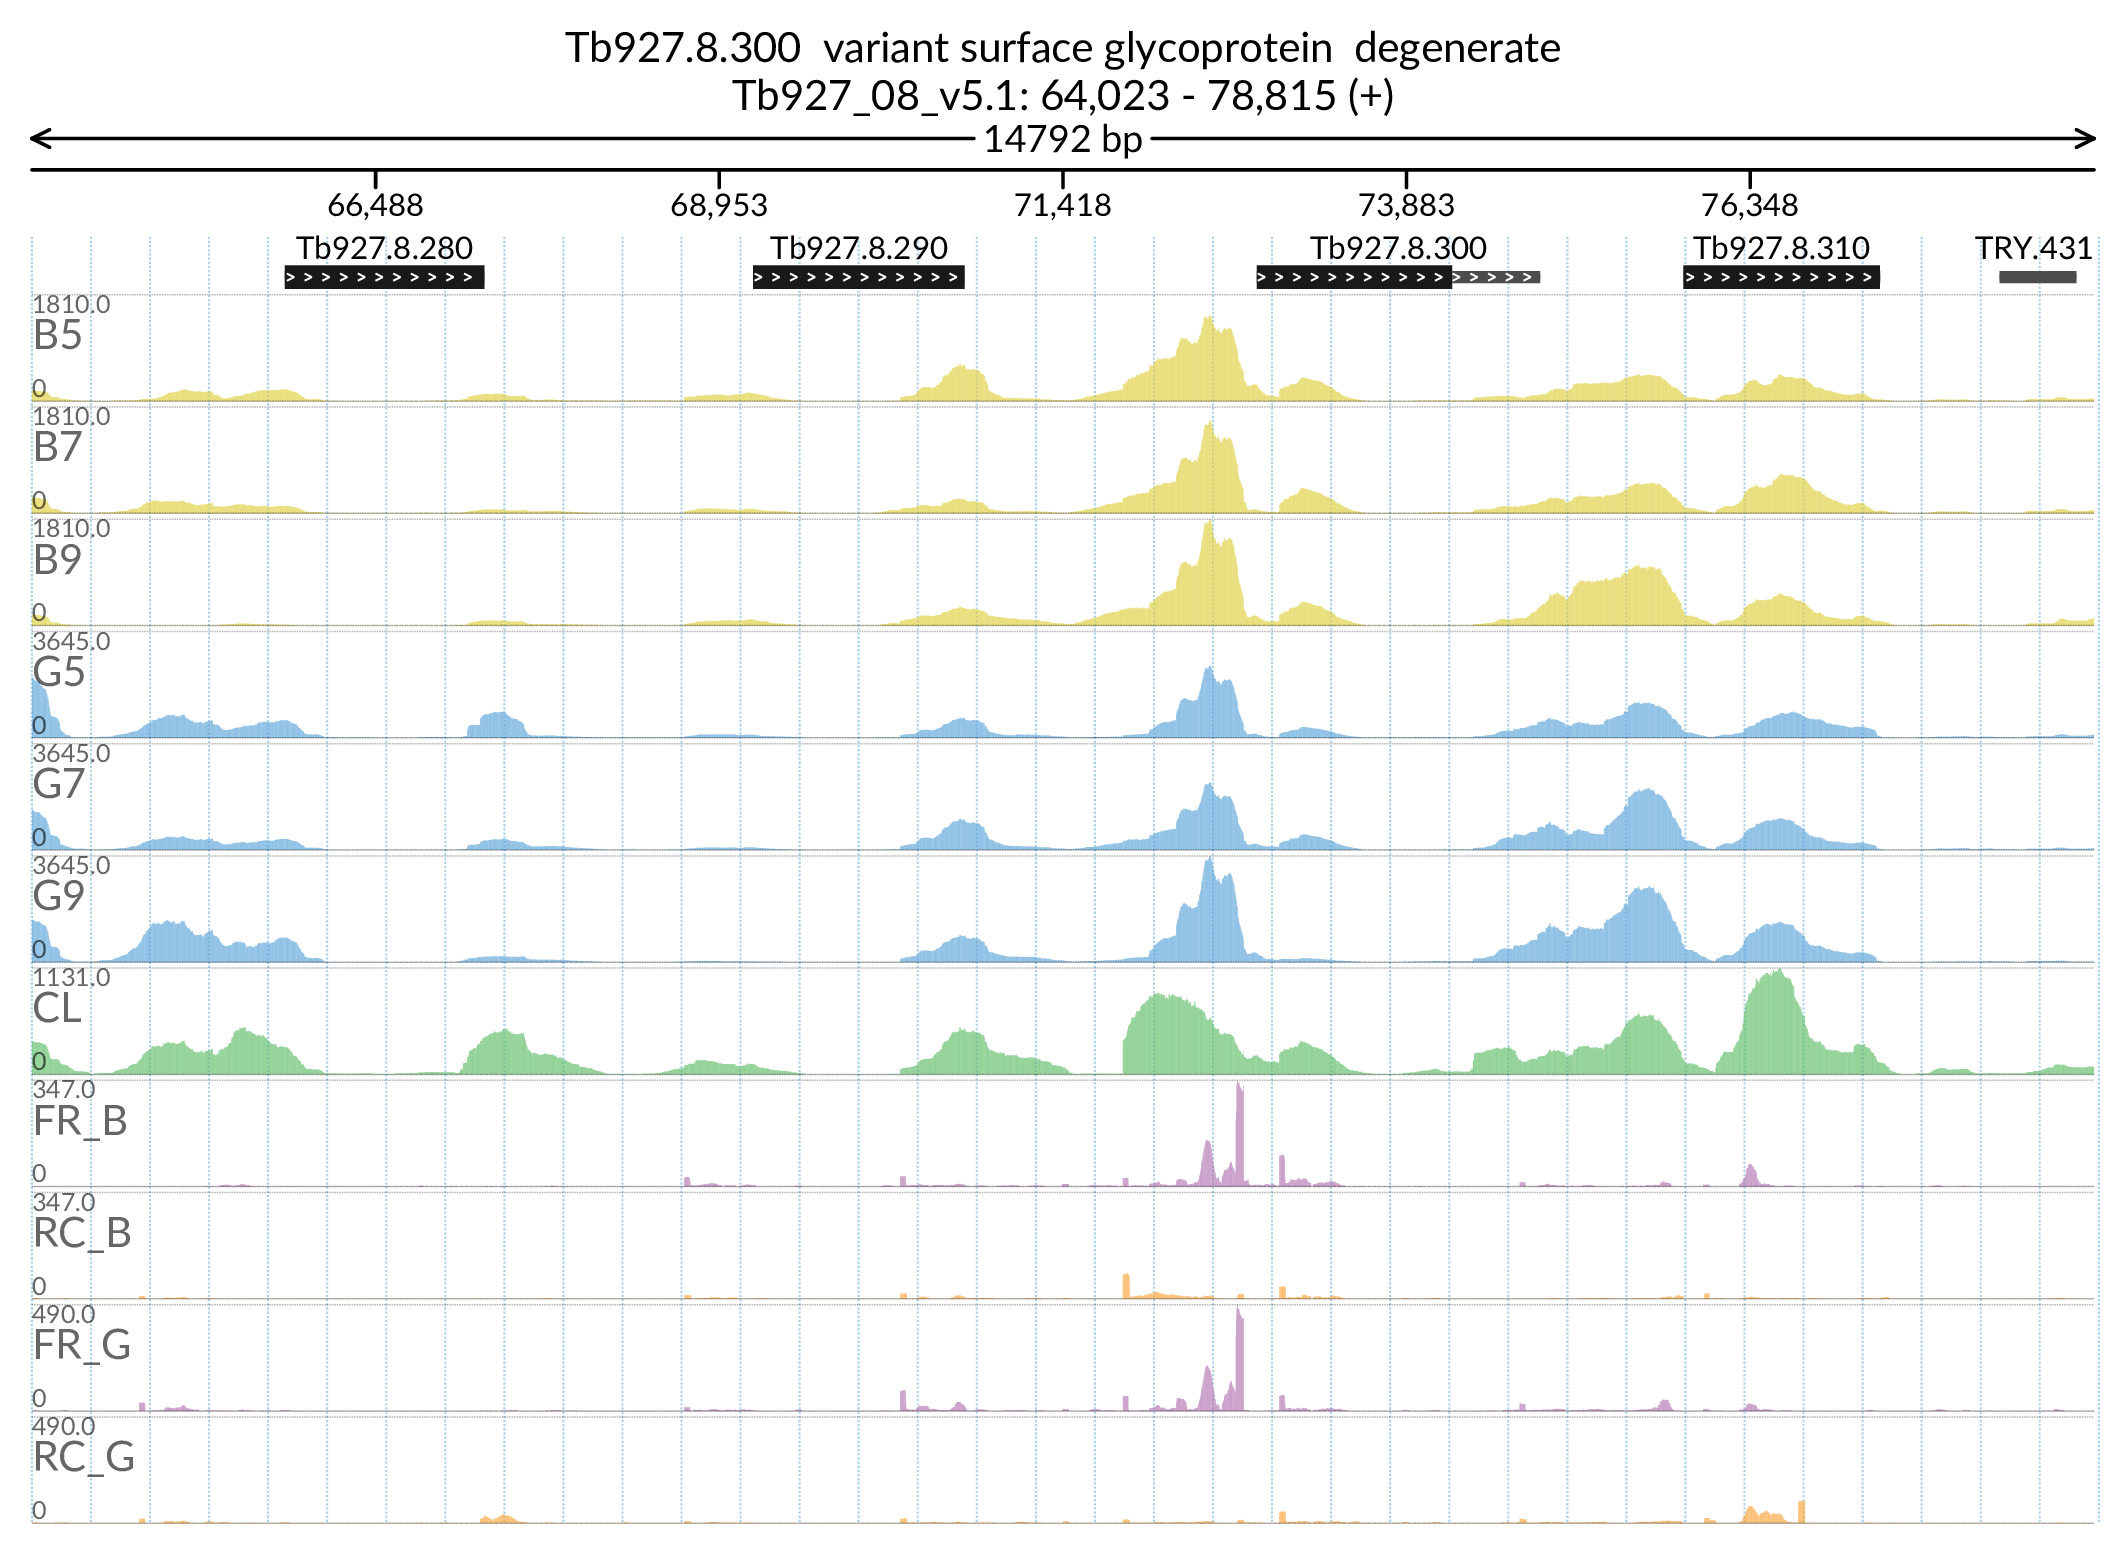 Tb927.8.300  variant surface glycoprotein  degenerate
Tb927_08_v5.1: 64,023 - 78,815 (+)
14792 bp
66,488 68,953 71,418 73,883 76,348
Tb927.8.280 Tb927.8.290 Tb927.8.300 Tb927.8.310 TRY.431
1810.0
B5
0
1810.0
B7
0
1810.0
B9
0
3645.0
G5
0
3645.0
G7
0
3645.0
G9
0
1131.0
CL
0
347.0
FR_B
0
347.0
RC_B
0
490.0
FR_G
0
490.0
RC_G
0